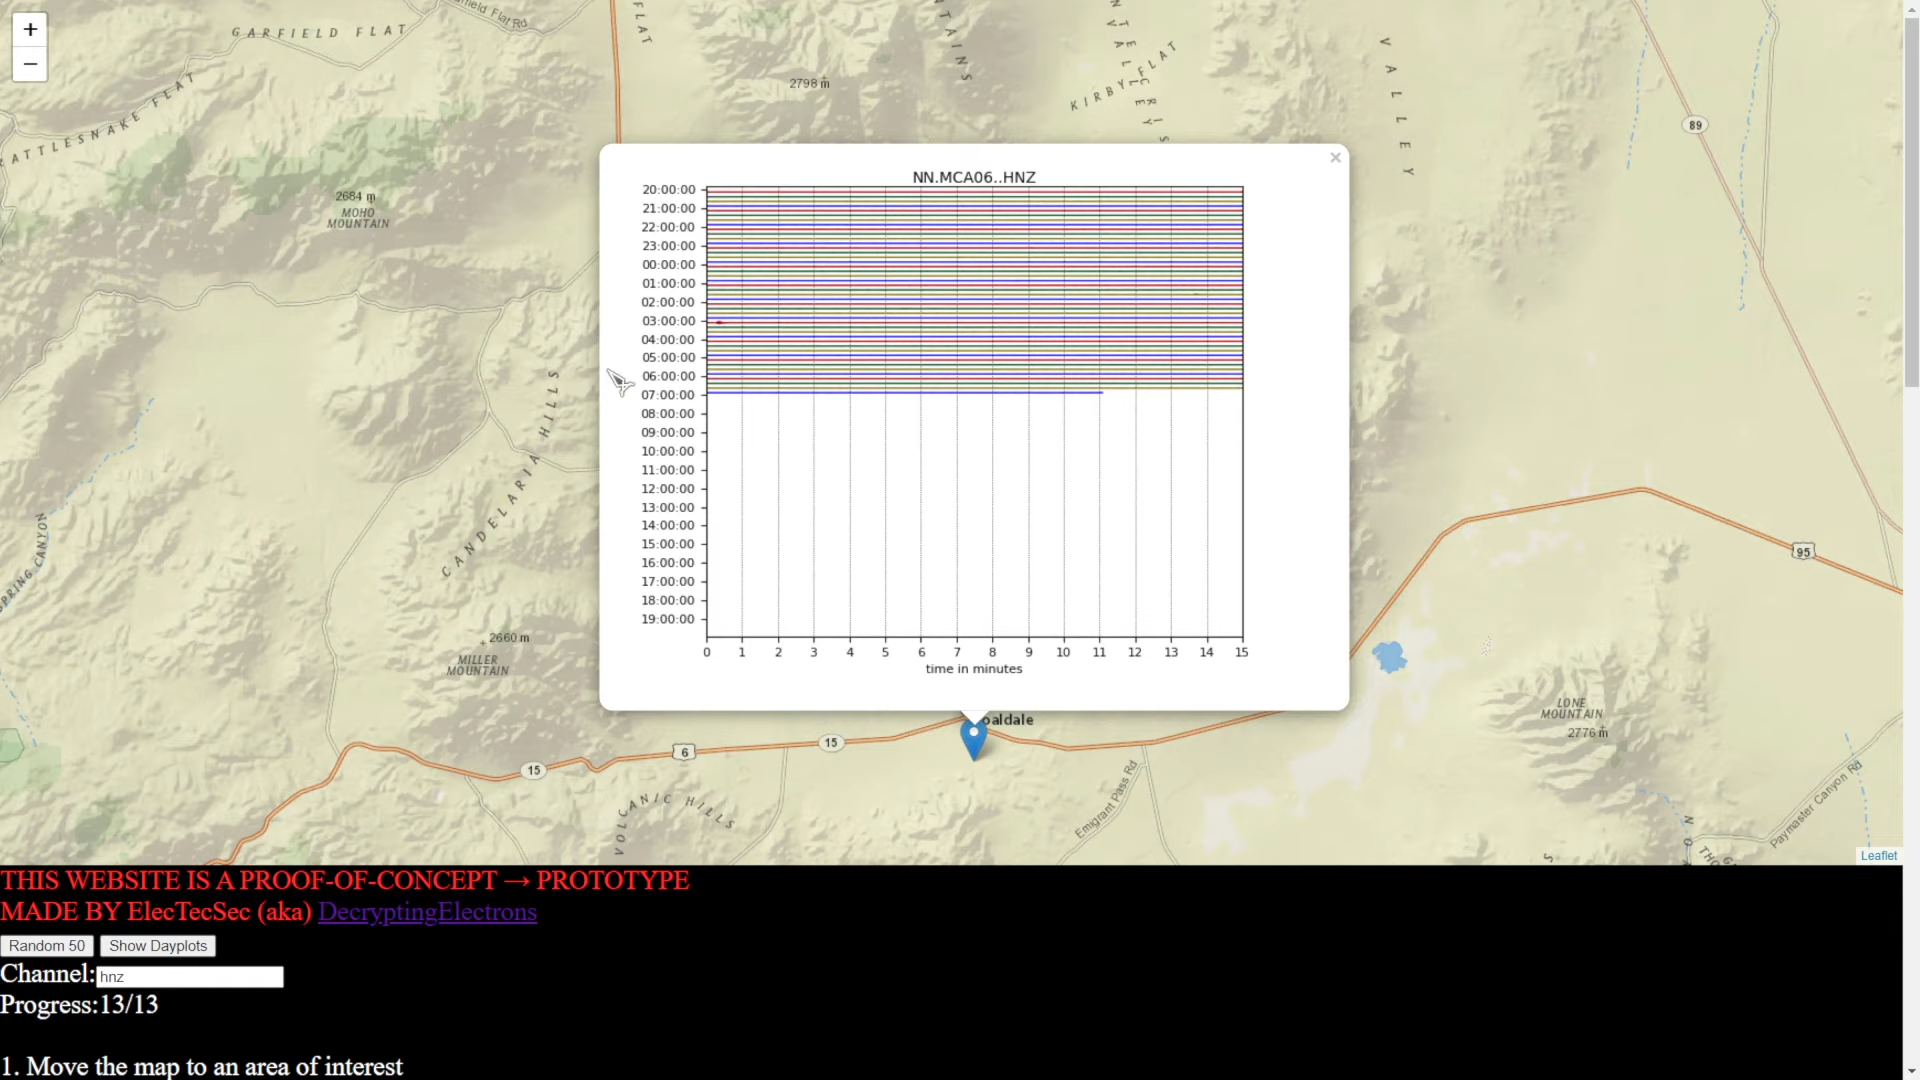 +
−
GARFIELD FLAT
RATTLESNAKE FLAT
FLAT
2798 m
KIRBY FLAT
VALLEY
89
2684 m
MOHO
MOUNTAIN
×
NN.MCA06..HNZ
20:00:00
21:00:00
22:00:00
23:00:00
00:00:00
01:00:00
02:00:00
03:00:00
04:00:00
05:00:00
06:00:00
07:00:00
08:00:00
09:00:00
10:00:00
11:00:00
12:00:00
13:00:00
14:00:00
15:00:00
16:00:00
17:00:00
18:00:00
19:00:00
0 1 2 3 4 5 6 7 8 9 10 11 12 13 14 15
time in minutes
CANDELARIA HILLS
SPRING CANYON
95
2660 m
MILLER
MOUNTAIN
LONE
MOUNTAIN
2776 m
oaldale
6
15
15
VOLCANIC HILLS
Emigrant Pass Rd
Paymaster Canyon Rd
Leaflet
THIS WEBSITE IS A PROOF-OF-CONCEPT → PROTOTYPE
MADE BY ElecTecSec (aka) DecryptingElectrons
Random 50 Show Dayplots
Channel: hnz
Progress:13/13
1. Move the map to an area of interest